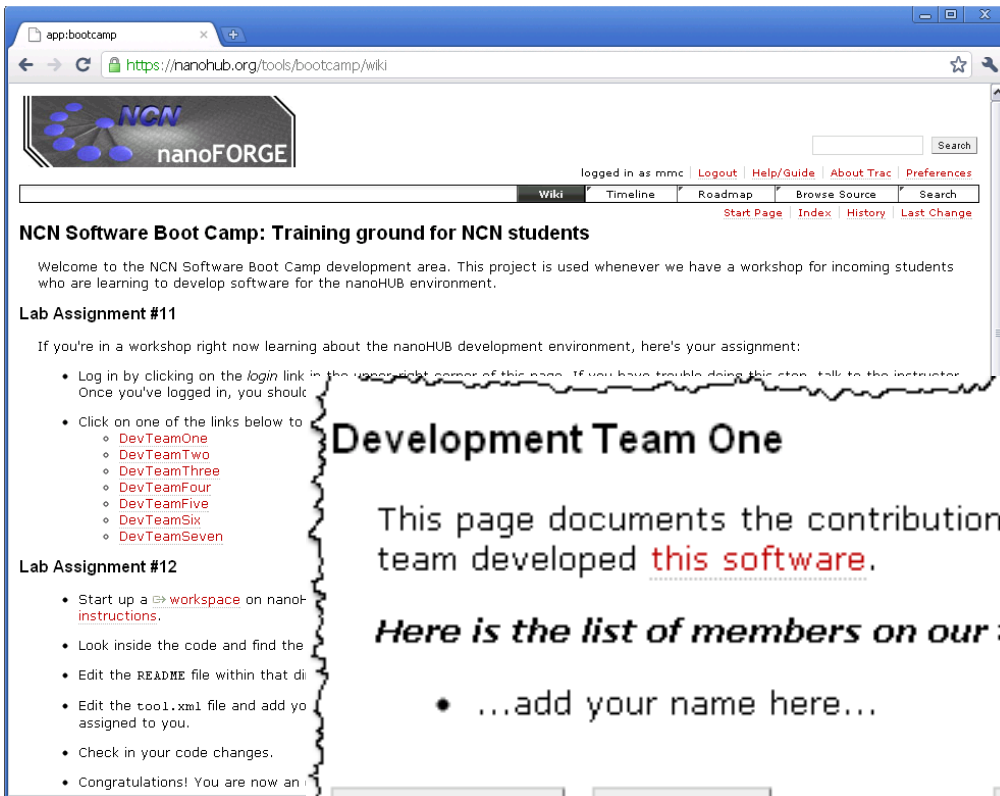 app:bootcamp
https://nanohub.org/tools/bootcamp/wiki
NCN
nanoFORGE
Search
logged in as mmc Logout Help/Guide About Trac Preferences
Wiki Timeline Roadmap Browse Source Search
Start Page Index History Last Change
NCN Software Boot Camp: Training ground for NCN students
Welcome to the NCN Software Boot Camp development area. This project is used whenever we have a workshop for incoming students
who are learning to develop software for the nanoHUB environment.
Lab Assignment #11
If you're in a workshop right now learning about the nanoHUB development environment, here's your assignment:
Log in by clicking on the login link in the upper-right corner of this page. If you have trouble doing this step, talk to the instructor.
Once you've logged in, you should
Click on one of the links below to
DevTeamOne
DevTeamTwo
DevTeamThree
DevTeamFour
DevTeamFive
DevTeamSix
DevTeamSeven
Lab Assignment #12
Start up a workspace on
instructions.
Look inside the code and find the
Edit the README file within that
Edit the tool.xml file and add
assigned to you.
Check in your code changes.
Congratulations! You are now an
Development Team One
This page documents the contribution
team developed this software.
Here is the list of members on our
...add your name here...